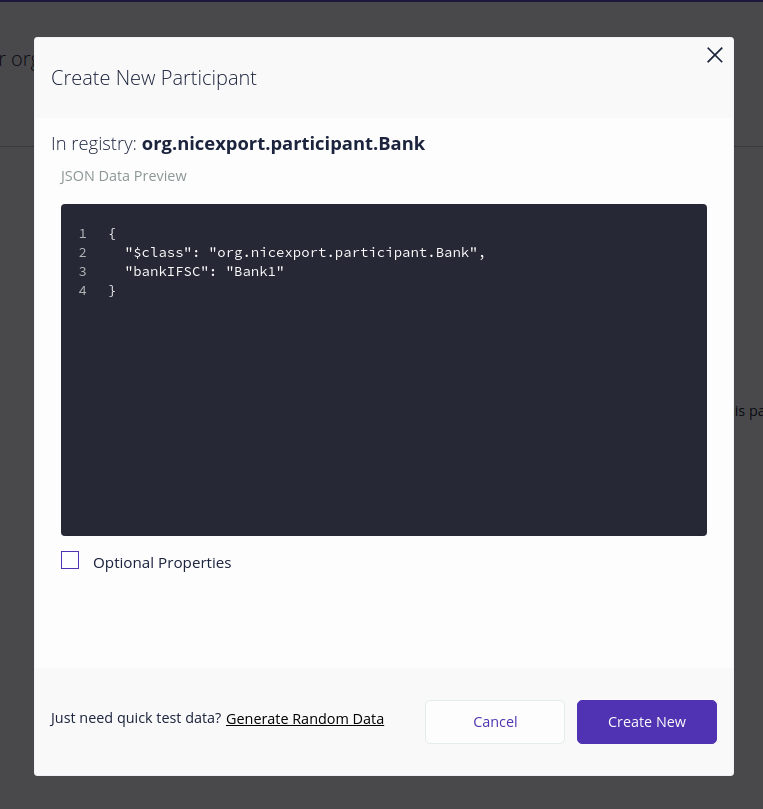 r org
Create New Participant
In registry: org.nicexport.participant.Bank
JSON Data Preview
1 {
2 "$class": "org.nicexport.participant.Bank",
3 "bankIFSC": "Bank1"
4 }
is pa
Optional Properties
Just need quick test data? Generate Random Data
Cancel
Create New